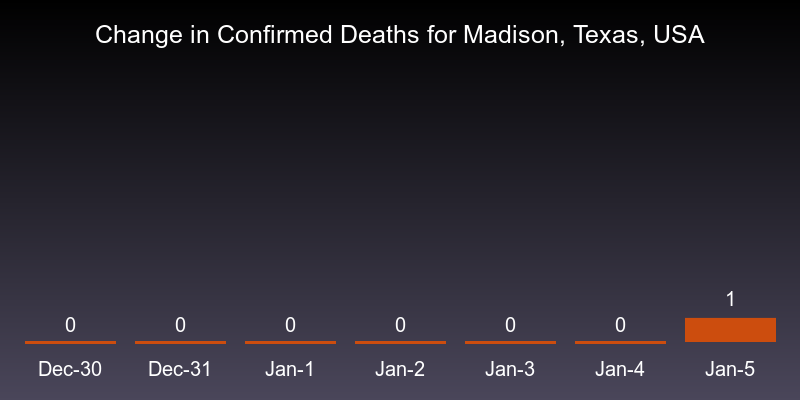 Change in Confirmed Deaths for Madison, Texas, USA
0 0 0 0 0 0 1
Dec-30 Dec-31 Jan-1 Jan-2 Jan-3 Jan-4 Jan-5